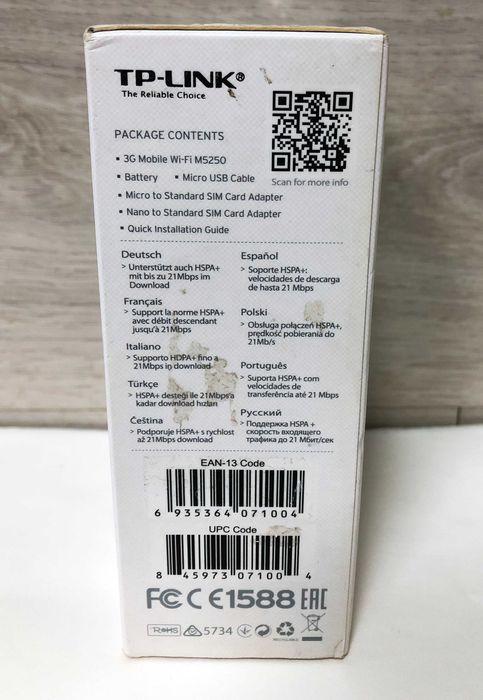 TP-LINK®
The Reliable Choice
PACKAGE CONTENTS
• 3G Mobile Wi-Fi M5250
• Battery • Micro USB Cable
• Micro to Standard SIM Card Adapter
• Nano to Standard SIM Card Adapter
• Quick Installation Guide
Scan for more info
Deutsch
> Unterstützt auch HSPA+
mit bis zu 21Mbps im
Download
Français
> Support la norme HSPA+
avec débit descendant
jusqu'à 21Mbps
Italiano
> Supporto HDPA+ fino a
21Mbps in download
Türkçe
> HSPA+ desteği ile 21Mbps'a
kadar download hızları
Čeština
> Podporuje HSPA+ s rychlost
až 21Mbps download
Español
> Soporte HSPA+:
velocidades de descarga
de hasta 21 Mbps
Polski
> Obsługa połączeń HSPA+,
prędkość pobierania do
21Mb/s
Português
> Suporta HSPA+ com
velocidades de
transferência até 21 Mbps
Русский
> Поддержка HSPA +
скорость входящего
трафика до 21 Мбит/сек
EAN-13 Code
6 935364 071004
UPC Code
8 45973 07100 4
FC CE1588 EAC
RoHS 5734
RECYCLABLE